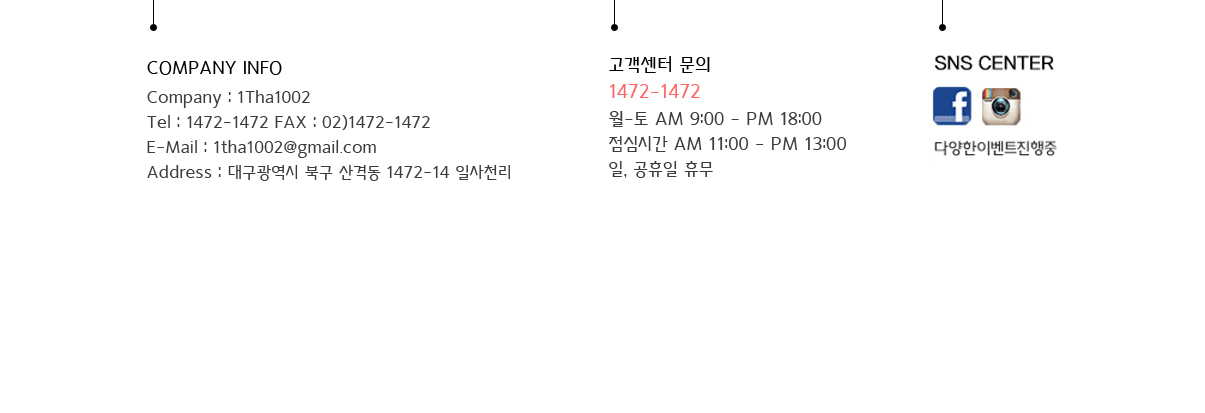 COMPANY INFO
Company : 1Tha1002
Tel : 1472-1472 FAX : 02)1472-1472
E-Mail : 1tha1002@gmail.com
Address : 대구광역시 북구 산격동 1472-14 일사천리
고객센터 문의
1472-1472
월-토 AM 9:00 - PM 18:00
점심시간 AM 11:00 - PM 13:00
일, 공휴일 휴무
SNS CENTER
다양한이벤트진행중